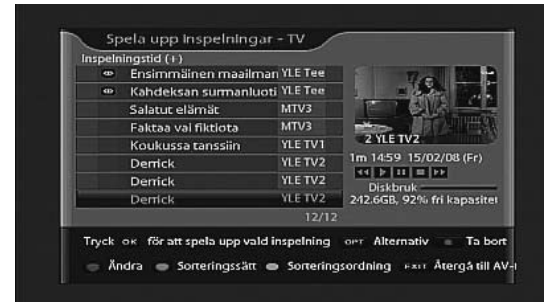 Spela upp inspelningar - TV
Inspelningstid (+)
Ensimmäinen maailman YLE Tee
Kahdeksan surmanluoti YLE Tee
Salatut elämät MTV3
Faktaa vai fiktiota MTV3
Koukussa tanssiin YLE TV1
Derrick YLE TV2
Derrick YLE TV2
Derrick YLE TV2
12/12
2 YLE TV2
1m 14:59 15/02/08 (Fr)
Diskbruk
242.6GB, 92% fri kapasitet
Tryck OK för att spela upp vald inspelning OPT Alternativ Ta bort
Ändra Sorteringssätt Sorteringsordning EXIT Återgå till AV-